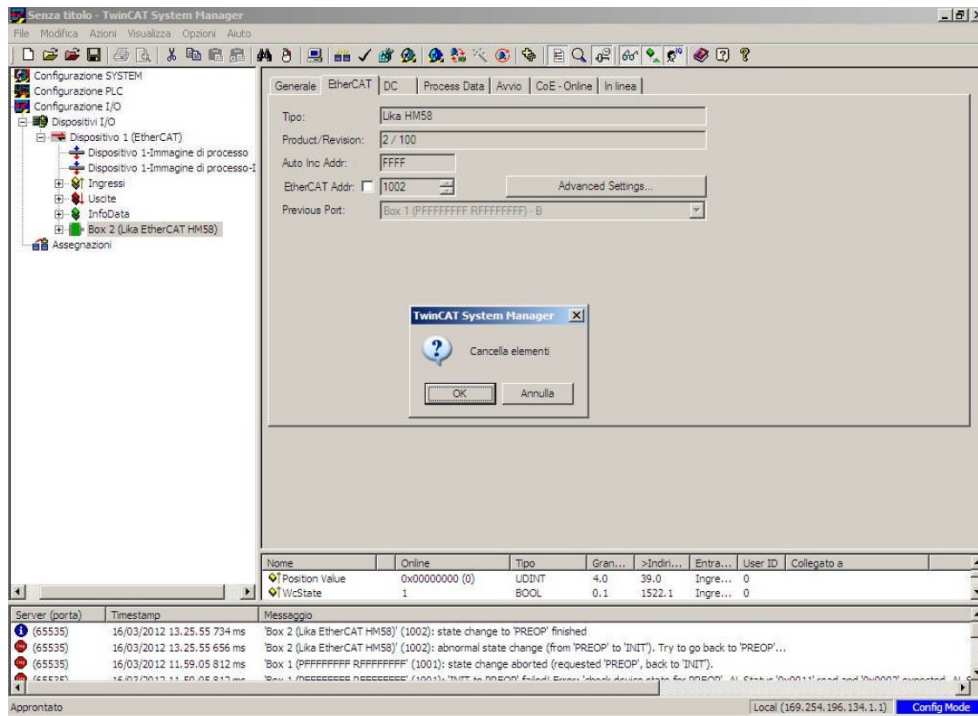 Senza titolo - TwinCAT System Manager
File Modifica Azioni Visualizza Opzioni Aiuto
Configurazione SYSTEM
Configurazione PLC
Configurazione I/O
Dispositivi I/O
Dispositivo 1 (EtherCAT)
Dispositivo 1-Immagine di processo
Dispositivo 1-Immagine di processo-I
Ingressi
Uscite
InfoData
Box 2 (Lika EtherCAT HM58)
Assegnazioni
Generale EtherCAT DC Process Data Avvio CoE - Online In linea
Tipo: Lika HM58
Product/Revision: 2 / 100
Auto Inc Addr: FFFF
EtherCAT Addr: 1002 Advanced Settings...
Previous Port: Box 1 (PFFFFFFFF RFFFFFFFF) - B
TwinCAT System Manager
Cancella elementi
OK Annulla
Nome Online Tipo Gran... >Indiri... Entra... User ID Collegato a
Position Value 0x00000000 (0) UDINT 4.0 39.0 Ingre... 0
WcState 1 BOOL 0.1 1522.1 Ingre... 0
Server (porta) Timestamp Messaggio
(65535) 16/03/2012 13.25.55 734 ms 'Box 2 (Lika EtherCAT HM58)' (1002): state change to 'PREOP' finished
(65535) 16/03/2012 13.25.55 656 ms 'Box 2 (Lika EtherCAT HM58)' (1002): abnormal state change (from 'PREOP' to 'INIT'). Try to go back to 'PREOP'...
(65535) 16/03/2012 11.59.05 812 ms 'Box 1 (PFFFFFFFF RFFFFFFFF)' (1001): state change aborted (requested 'PREOP', back to 'INIT').
Approntato Local (169.254.196.134.1.1) Config Mode